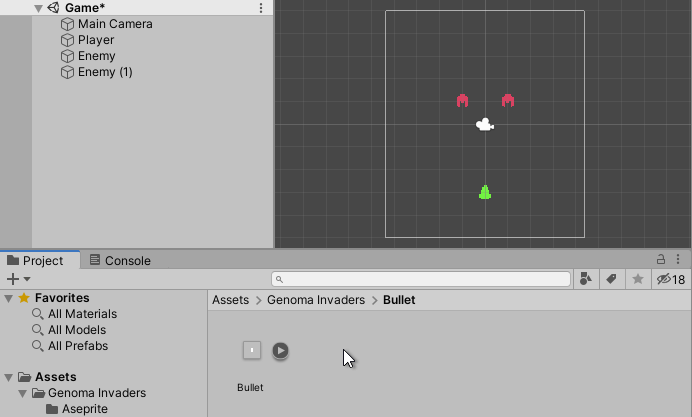 Game*
Main Camera
Player
Enemy
Enemy (1)
Project
Console
18
Favorites
All Materials
All Models
All Prefabs
Assets
Genoma Invaders
Aseprite
Assets > Genoma Invaders > Bullet
Bullet